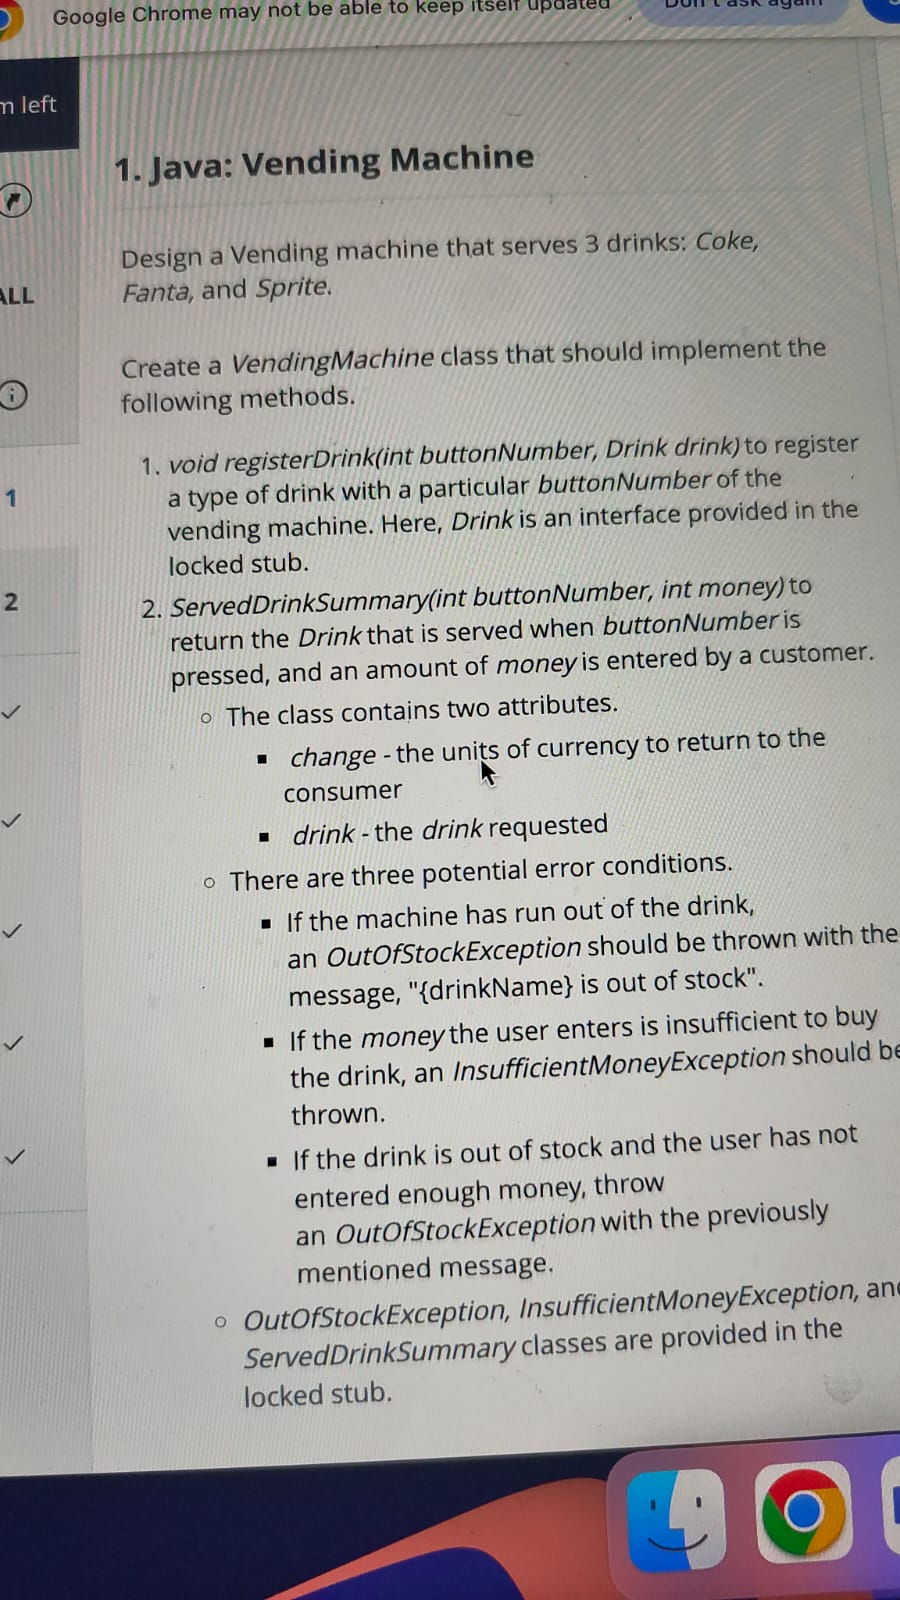 Google Chrome may not be able to keep itself updated
Don't ask again
m left
1. Java: Vending Machine
Design a Vending machine that serves 3 drinks: Coke,
Fanta, and Sprite.
ALL
Create a VendingMachine class that should implement the
following methods.
1. void registerDrink(int buttonNumber, Drink drink) to register
a type of drink with a particular buttonNumber of the
vending machine. Here, Drink is an interface provided in the
locked stub.
1
2. ServedDrinkSummary(int buttonNumber, int money) to
return the Drink that is served when buttonNumber is
pressed, and an amount of money is entered by a customer.
2
○ The class contains two attributes.
▪ change - the units of currency to return to the
consumer
▪ drink - the drink requested
○ There are three potential error conditions.
▪ If the machine has run out of the drink,
an OutOfStockException should be thrown with the
message, "{drinkName} is out of stock".
▪ If the money the user enters is insufficient to buy
the drink, an InsufficientMoneyException should be
thrown.
▪ If the drink is out of stock and the user has not
entered enough money, throw
an OutOfStockException with the previously
mentioned message.
○ OutOfStockException, InsufficientMoneyException, and
ServedDrinkSummary classes are provided in the
locked stub.